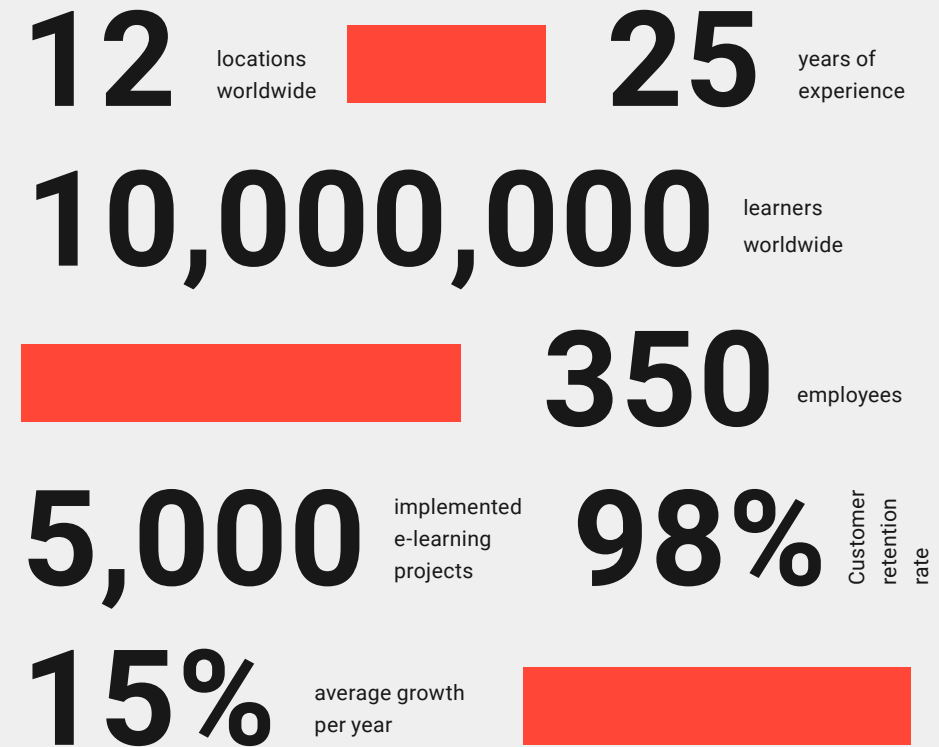 12
locations
worldwide
25
years of
experience
10,000,000
learners
worldwide
350
employees
5,000
implemented
e-learning
projects
98%
Customer
retention
rate
15%
average growth
per year